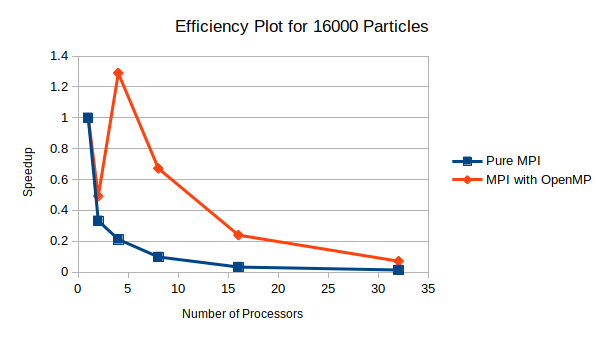 Efficiency Plot for 16000 Particles
1.4
1.2
1
0.8
0.6
0.4
0.2
0
Speedup
0 5 10 15 20 25 30 35
Number of Processors
Pure MPI
MPI with OpenMP